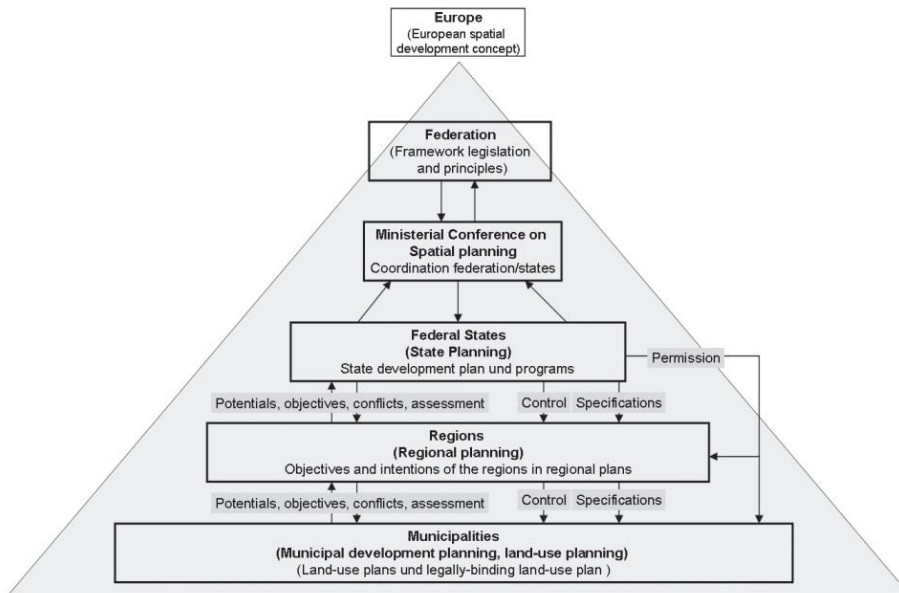 Europe
(European spatial
development concept)
Federation
(Framework legislation
and principles)
Ministerial Conference on
Spatial planning
Coordination federation/states
Federal States
(State Planning)
State development plan und programs
Permission
Potentials, objectives, conflicts, assessment
Control
Specifications
Regions
(Regional planning)
Objectives and intentions of the regions in regional plans
Potentials, objectives, conflicts, assessment
Control
Specifications
Municipalities
(Municipal development planning, land-use planning)
(Land-use plans und legally-binding land-use plan )